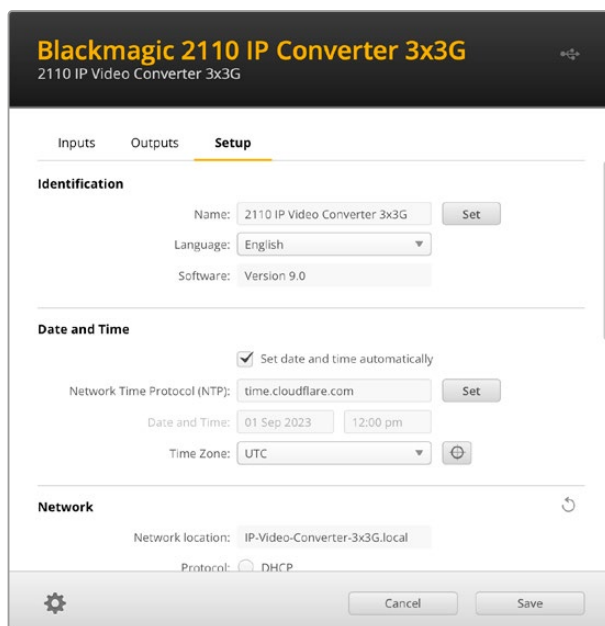 Blackmagic 2110 IP Converter 3x3G
2110 IP Video Converter 3x3G
Inputs Outputs Setup
Identification
Name: 2110 IP Video Converter 3x3G Set
Language: English
Software: Version 9.0
Date and Time
Set date and time automatically
Network Time Protocol (NTP): time.cloudflare.com Set
Date and Time: 01 Sep 2023 12:00 pm
Time Zone: UTC
Network
Network location: IP-Video-Converter-3x3G.local
Protocol: DHCP
Cancel Save